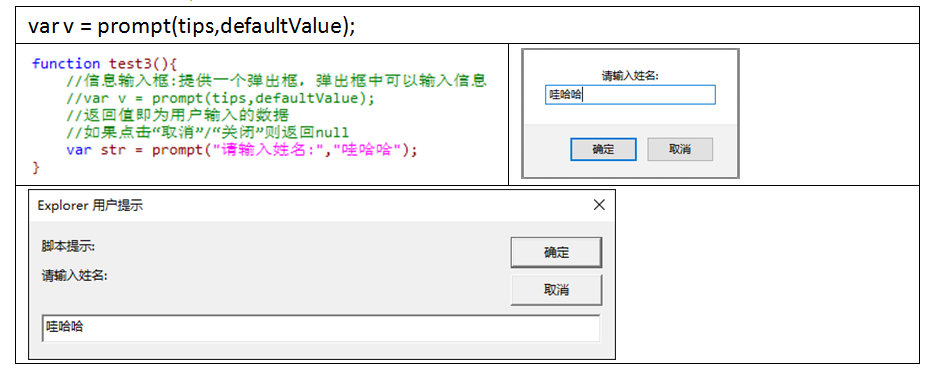 var v = prompt(tips,defaultValue);
function test3(){
//信息输入框:提供一个弹出框，弹出框中可以输入信息
//var v = prompt(tips,defaultValue);
//返回值即为用户输入的数据
//如果点击“取消”/“关闭”则返回null
var str = prompt("请输入姓名:","哇哈哈");
}
请输入姓名:
哇哈哈
确定 取消
Explorer 用户提示
脚本提示:
确定
请输入姓名:
取消
哇哈哈